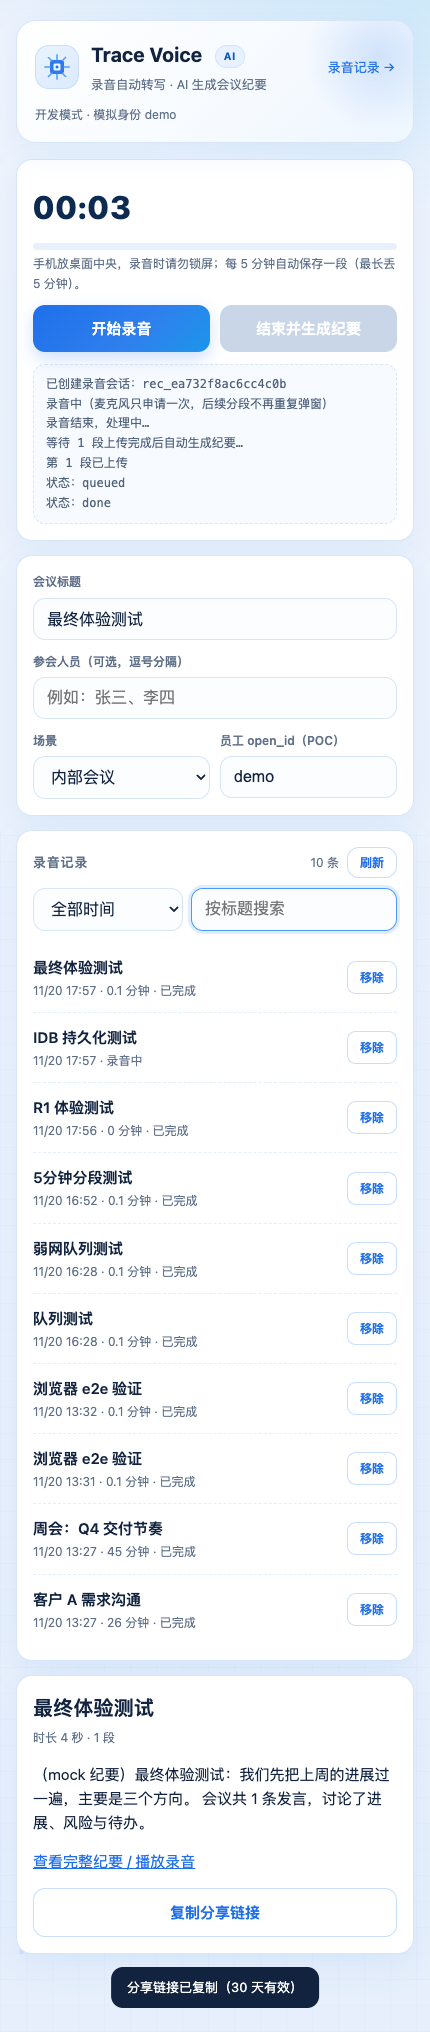 Trace Voice AI
录音自动转写 · AI 生成会议纪要
录音记录 →
开发模式 · 模拟身份 demo
00:03
手机放桌面中央，录音时请勿锁屏；每 5 分钟自动保存一段（最长丢
5 分钟）。
开始录音
结束并生成纪要
已创建录音会话：rec_ea732f8ac6cc4c0b
录音中（麦克风只申请一次，后续分段不再重复弹窗）
录音结束，处理中…
等待 1 段上传完成后自动生成纪要…
第 1 段已上传
状态：queued
状态：done
会议标题
最终体验测试
参会人员（可选，逗号分隔）
例如：张三、李四
场景
员工 open_id（POC）
内部会议
demo
录音记录
10 条
刷新
全部时间
按标题搜索
最终体验测试
11/20 17:57 · 0.1 分钟 · 已完成
移除
IDB 持久化测试
11/20 17:57 · 录音中
移除
R1 体验测试
11/20 17:56 · 0 分钟 · 已完成
移除
5分钟分段测试
11/20 16:52 · 0.1 分钟 · 已完成
移除
弱网队列测试
11/20 16:28 · 0.1 分钟 · 已完成
移除
队列测试
11/20 16:28 · 0.1 分钟 · 已完成
移除
浏览器 e2e 验证
11/20 13:32 · 0.1 分钟 · 已完成
移除
浏览器 e2e 验证
11/20 13:31 · 0.1 分钟 · 已完成
移除
周会：Q4 交付节奏
11/20 13:27 · 45 分钟 · 已完成
移除
客户 A 需求沟通
11/20 13:27 · 26 分钟 · 已完成
移除
最终体验测试
时长 4 秒 · 1 段
（mock 纪要）最终体验测试：我们先把上周的进展过
一遍，主要是三个方向。 会议共 1 条发言，讨论了进
展、风险与待办。
查看完整纪要 / 播放录音
复制分享链接
分享链接已复制（30 天有效）